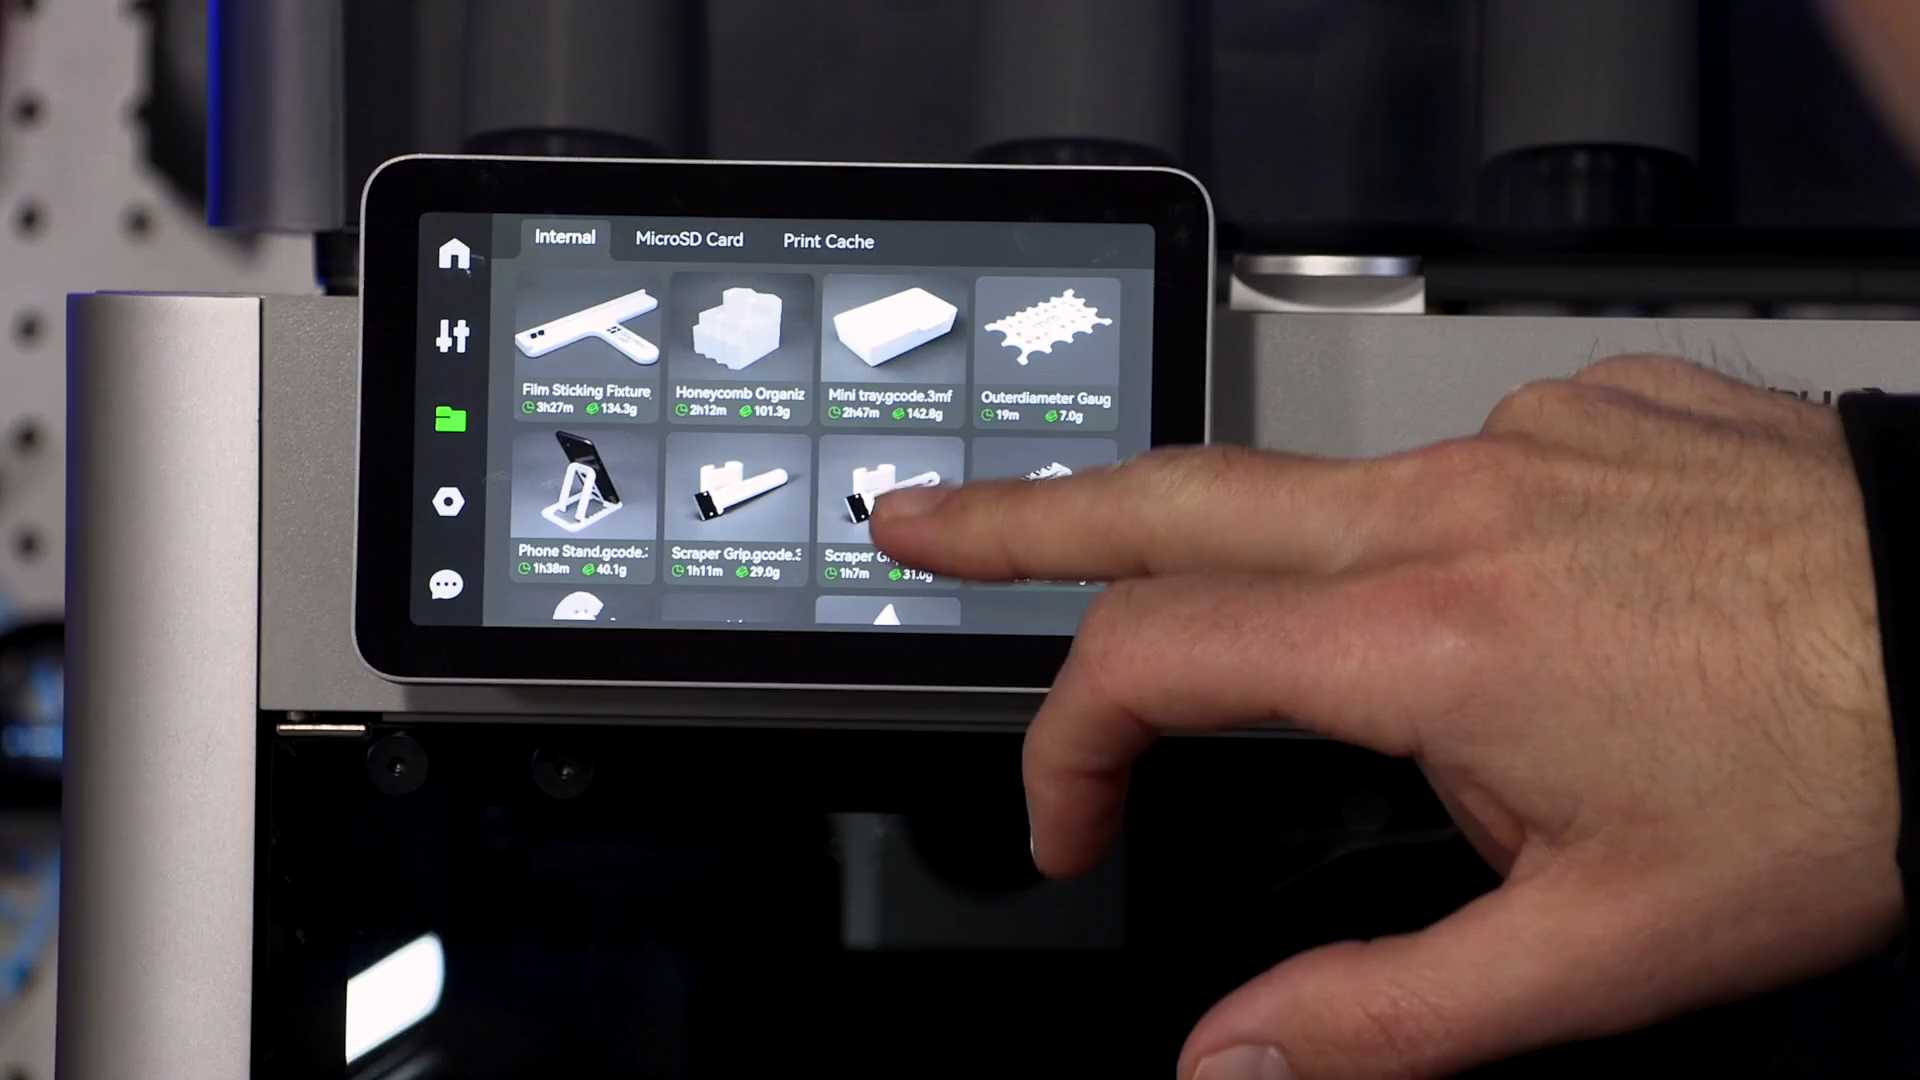 Internal MicroSD Card Print Cache
Film Sticking Fixture Honeycomb Organiz Mini tray.gcode.3mf Outerdiameter Gaug
3h27m 134.3g 2h12m 101.3g 2h47m 142.8g 19m 7.0g
Phone Stand.gcode. Scraper Grip.gcode.3 Scraper
1h38m 40.1g 1h11m 29.0g 1h7m 31.0g